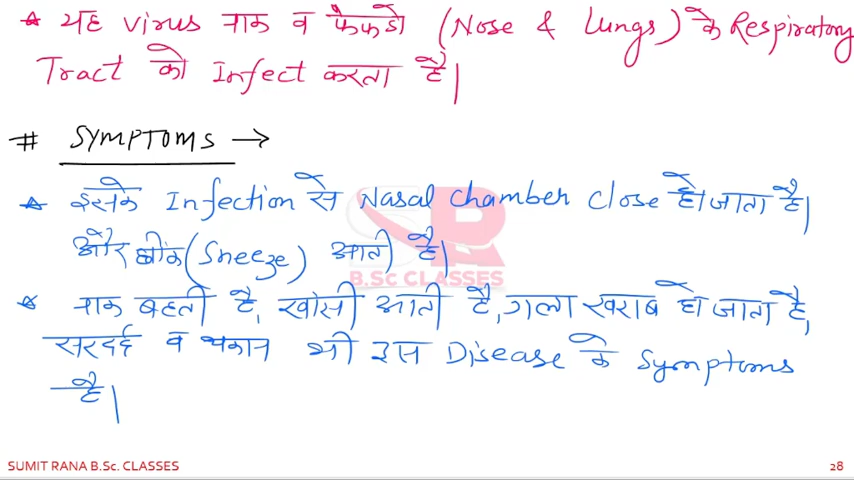 * यह virus नाक व फेफडो (Nose & Lungs) के Respiratory
Tract को Infect करता है।
# SYMPTOMS →
* इसके Infection से Nasal Chamber Close हो जाता है।
और छींक (Sneeze) आती है।
* नाक बहती है, खांसी आती है, गला खराब हो जाता है,
सरदर्द व थकान भी इस Disease के Symptoms
है।
R
B.SC CLASSES
SUMIT RANA B.Sc. CLASSES
28